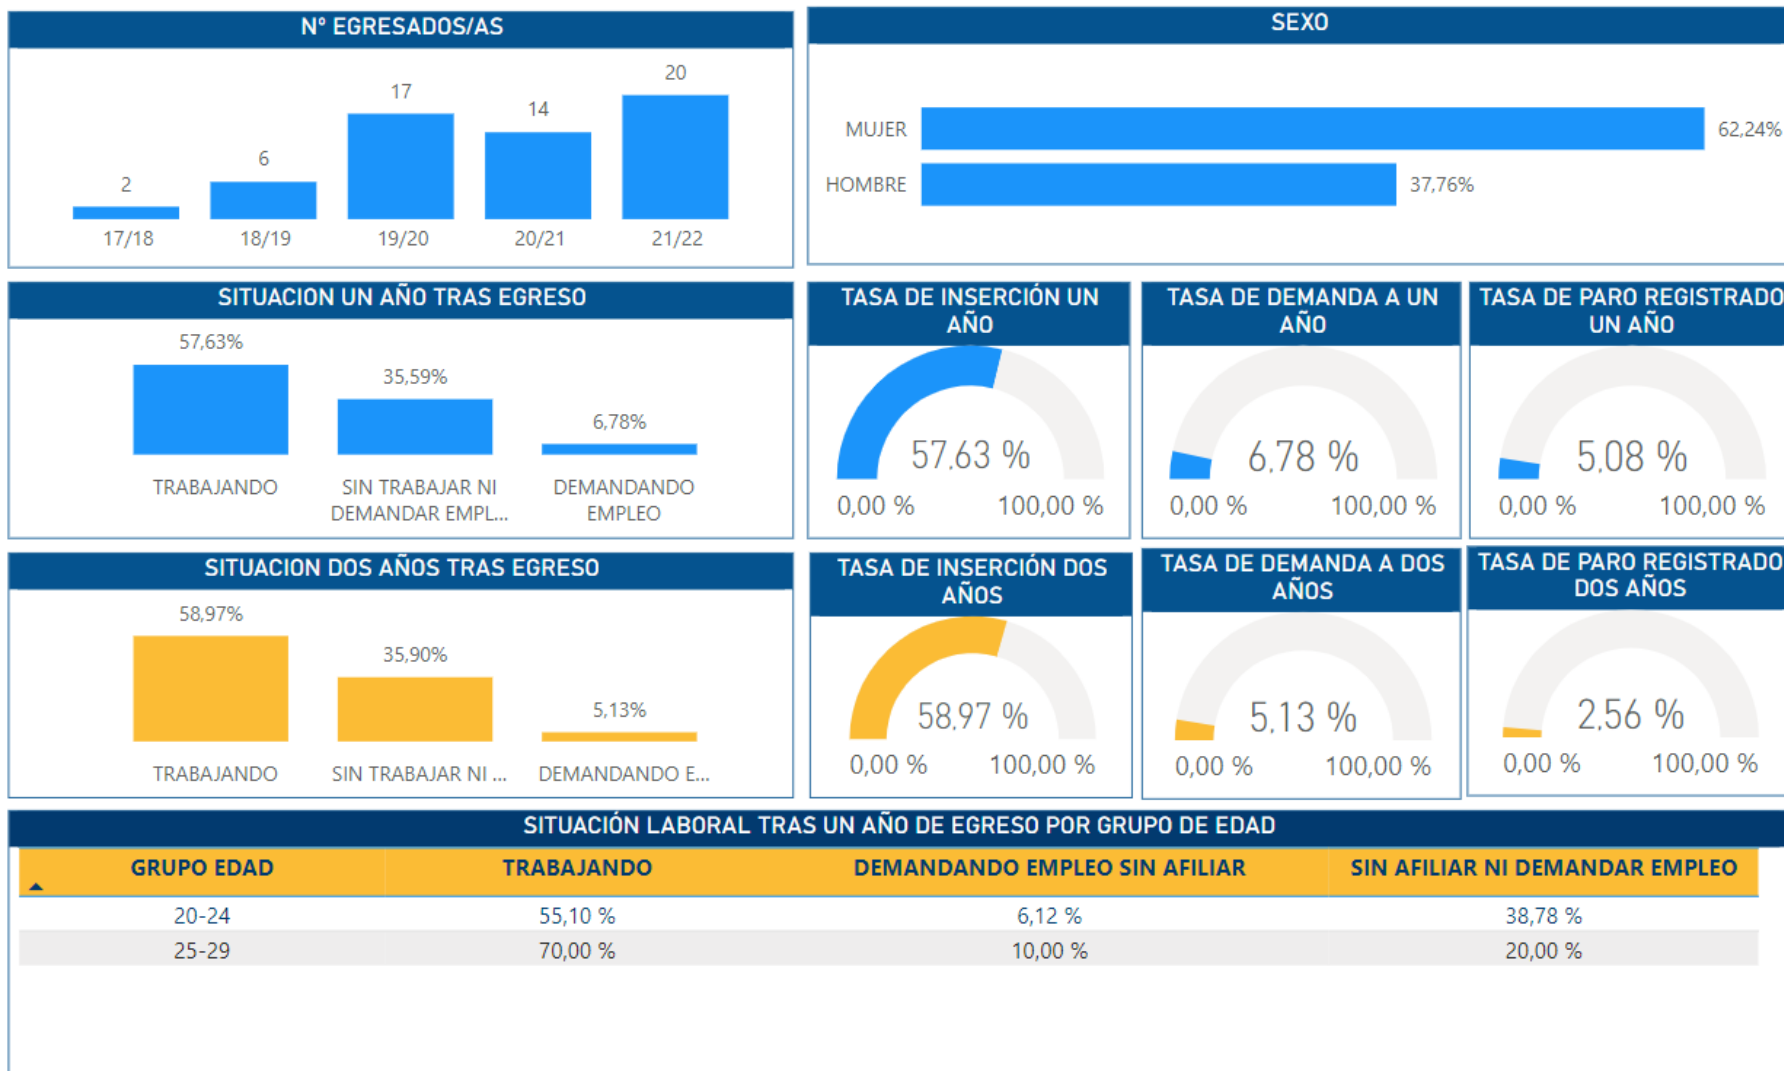 Nº EGRESADOS/AS
2
6
17
14
20
17/18
18/19
19/20
20/21
21/22
SEXO
MUJER
62,24%
HOMBRE
37,76%
SITUACION UN AÑO TRAS EGRESO
57,63%
35,59%
6,78%
TRABAJANDO
SIN TRABAJAR NI
DEMANDAR EMPL...
DEMANDANDO
EMPLEO
TASA DE INSERCIÓN UN
AÑO
57,63 %
0,00 %
100,00 %
TASA DE DEMANDA A UN
AÑO
6,78 %
0,00 %
100,00 %
TASA DE PARO REGISTRADO
UN AÑO
5,08 %
0,00 %
100,00 %
SITUACION DOS AÑOS TRAS EGRESO
58,97%
35,90%
5,13%
TRABAJANDO
SIN TRABAJAR NI ...
DEMANDANDO E...
TASA DE INSERCIÓN DOS
AÑOS
58,97 %
0,00 %
100,00 %
TASA DE DEMANDA A DOS
AÑOS
5,13 %
0,00 %
100,00 %
TASA DE PARO REGISTRADO
DOS AÑOS
2,56 %
0,00 %
100,00 %
SITUACIÓN LABORAL TRAS UN AÑO DE EGRESO POR GRUPO DE EDAD
GRUPO EDAD TRABAJANDO DEMANDANDO EMPLEO SIN AFILIAR SIN AFILIAR NI DEMANDAR EMPLEO
20-24 55,10 % 6,12 % 38,78 %
25-29 70,00 % 10,00 % 20,00 %